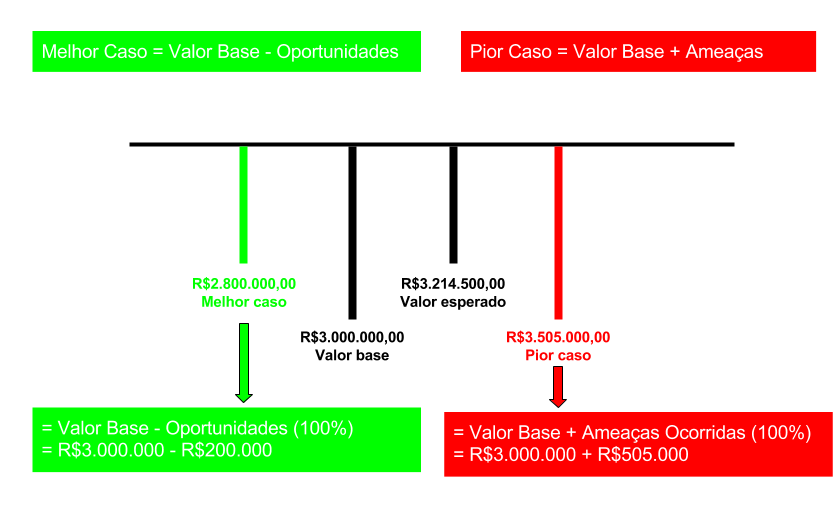 Melhor Caso = Valor Base - Oportunidades
Pior Caso = Valor Base + Ameaças
R$2.800.000,00
Melhor caso
R$3.214.500,00
Valor esperado
R$3.000.000,00
Valor base
R$3.505.000,00
Pior caso
= Valor Base - Oportunidades (100%)
= R$3.000.000 - R$200.000
= Valor Base + Ameaças Ocorridas (100%)
= R$3.000.000 + R$505.000